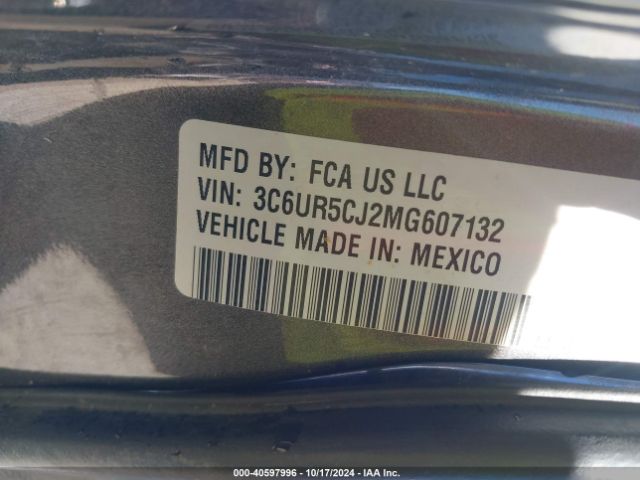 MFD BY: FCA US LLC
VIN: 3C6UR5CJ2MG607132
VEHICLE MADE IN: MEXICO
000-40597996 - 10/17/2024 - IAA Inc.